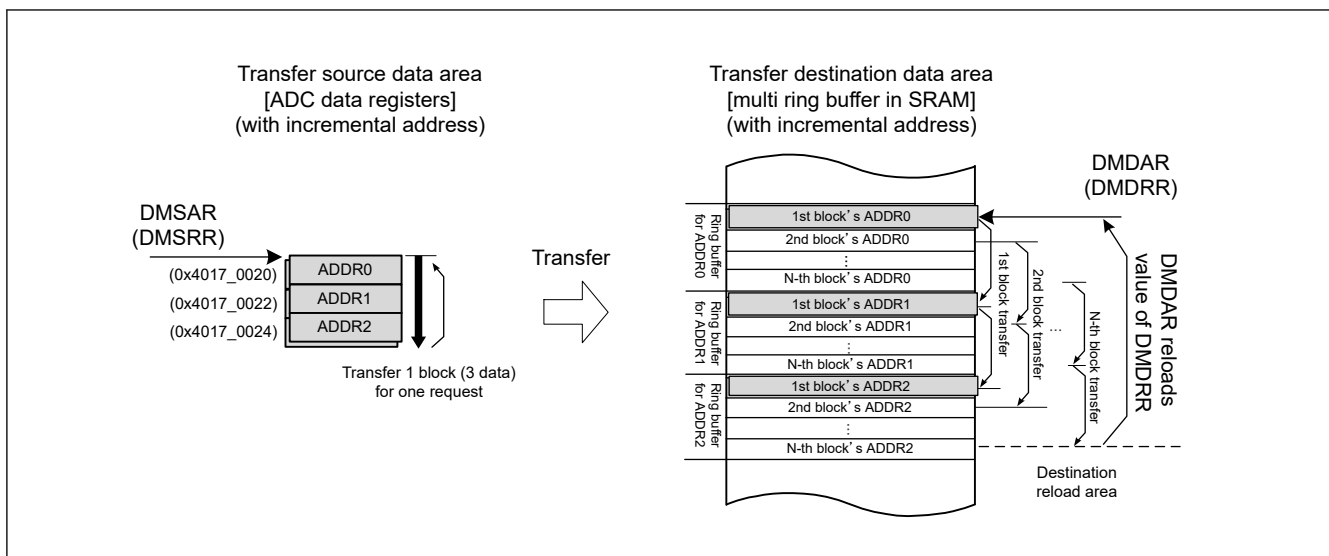 Transfer source data area
[ADC data registers]
(with incremental address)
DMSAR
(DMSRR)
(0x4017_0020)
(0x4017_0022)
(0x4017_0024)
ADDR0
ADDR1
ADDR2
Transfer 1 block (3 data)
for one request
Transfer
Transfer destination data area
[multi ring buffer in SRAM]
(with incremental address)
Ring buffer
for ADDR0
1st block’s ADDR0
2nd block’s ADDR0
⋮
N-th block’s ADDR0
Ring buffer
for ADDR1
1st block’s ADDR1
2nd block’s ADDR1
⋮
N-th block’s ADDR1
Ring buffer
for ADDR2
1st block’s ADDR2
2nd block’s ADDR2
⋮
N-th block’s ADDR2
1st block transfer
2nd block transfer
…
N-th block transfer
DMDAR
(DMDRR)
DMDAR reloads
value of DMDRR
Destination
reload area